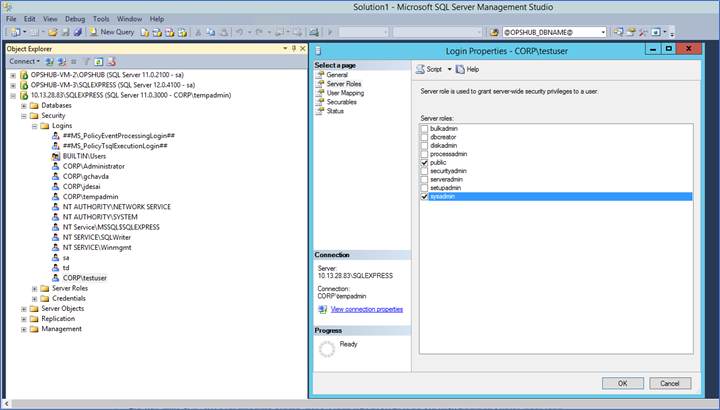 Solution1 - Microsoft SQL Server Management Studio
File Edit View Debug Tools Window Help
New Query
@OPSHUB_DBNAME@
Object Explorer
Connect
OPSHUB-VM-2\OPSHUB (SQL Server 11.0.2100 - sa)
OPSHUB-VM-3\SQLEXPRESS (SQL Server 12.0.4100 - sa)
10.13.28.83\SQLEXPRESS (SQL Server 11.0.3000 - CORP\tempadmin)
Databases
Security
Logins
##MS_PolicyEventProcessingLogin##
##MS_PolicyTsqlExecutionLogin##
BUILTIN\Users
CORP\Administrator
CORP\gchavda
CORP\jdesai
CORP\tempadmin
NT AUTHORITY\NETWORK SERVICE
NT AUTHORITY\SYSTEM
NT Service\MSSQL$SQLEXPRESS
NT SERVICE\SQLWriter
NT SERVICE\Winmgmt
sa
td
CORP\testuser
Server Roles
Credentials
Server Objects
Replication
Management
Login Properties - CORP\testuser
Select a page
General
Server Roles
User Mapping
Securables
Status
Connection
Server:
10.13.28.83\SQLEXPRESS
Connection:
CORP\tempadmin
View connection properties
Progress
Ready
Script Help
Server role is used to grant server-wide security privileges to a user.
Server roles:
bulkadmin
dbcreator
diskadmin
processadmin
public
securityadmin
serveradmin
setupadmin
sysadmin
OK Cancel